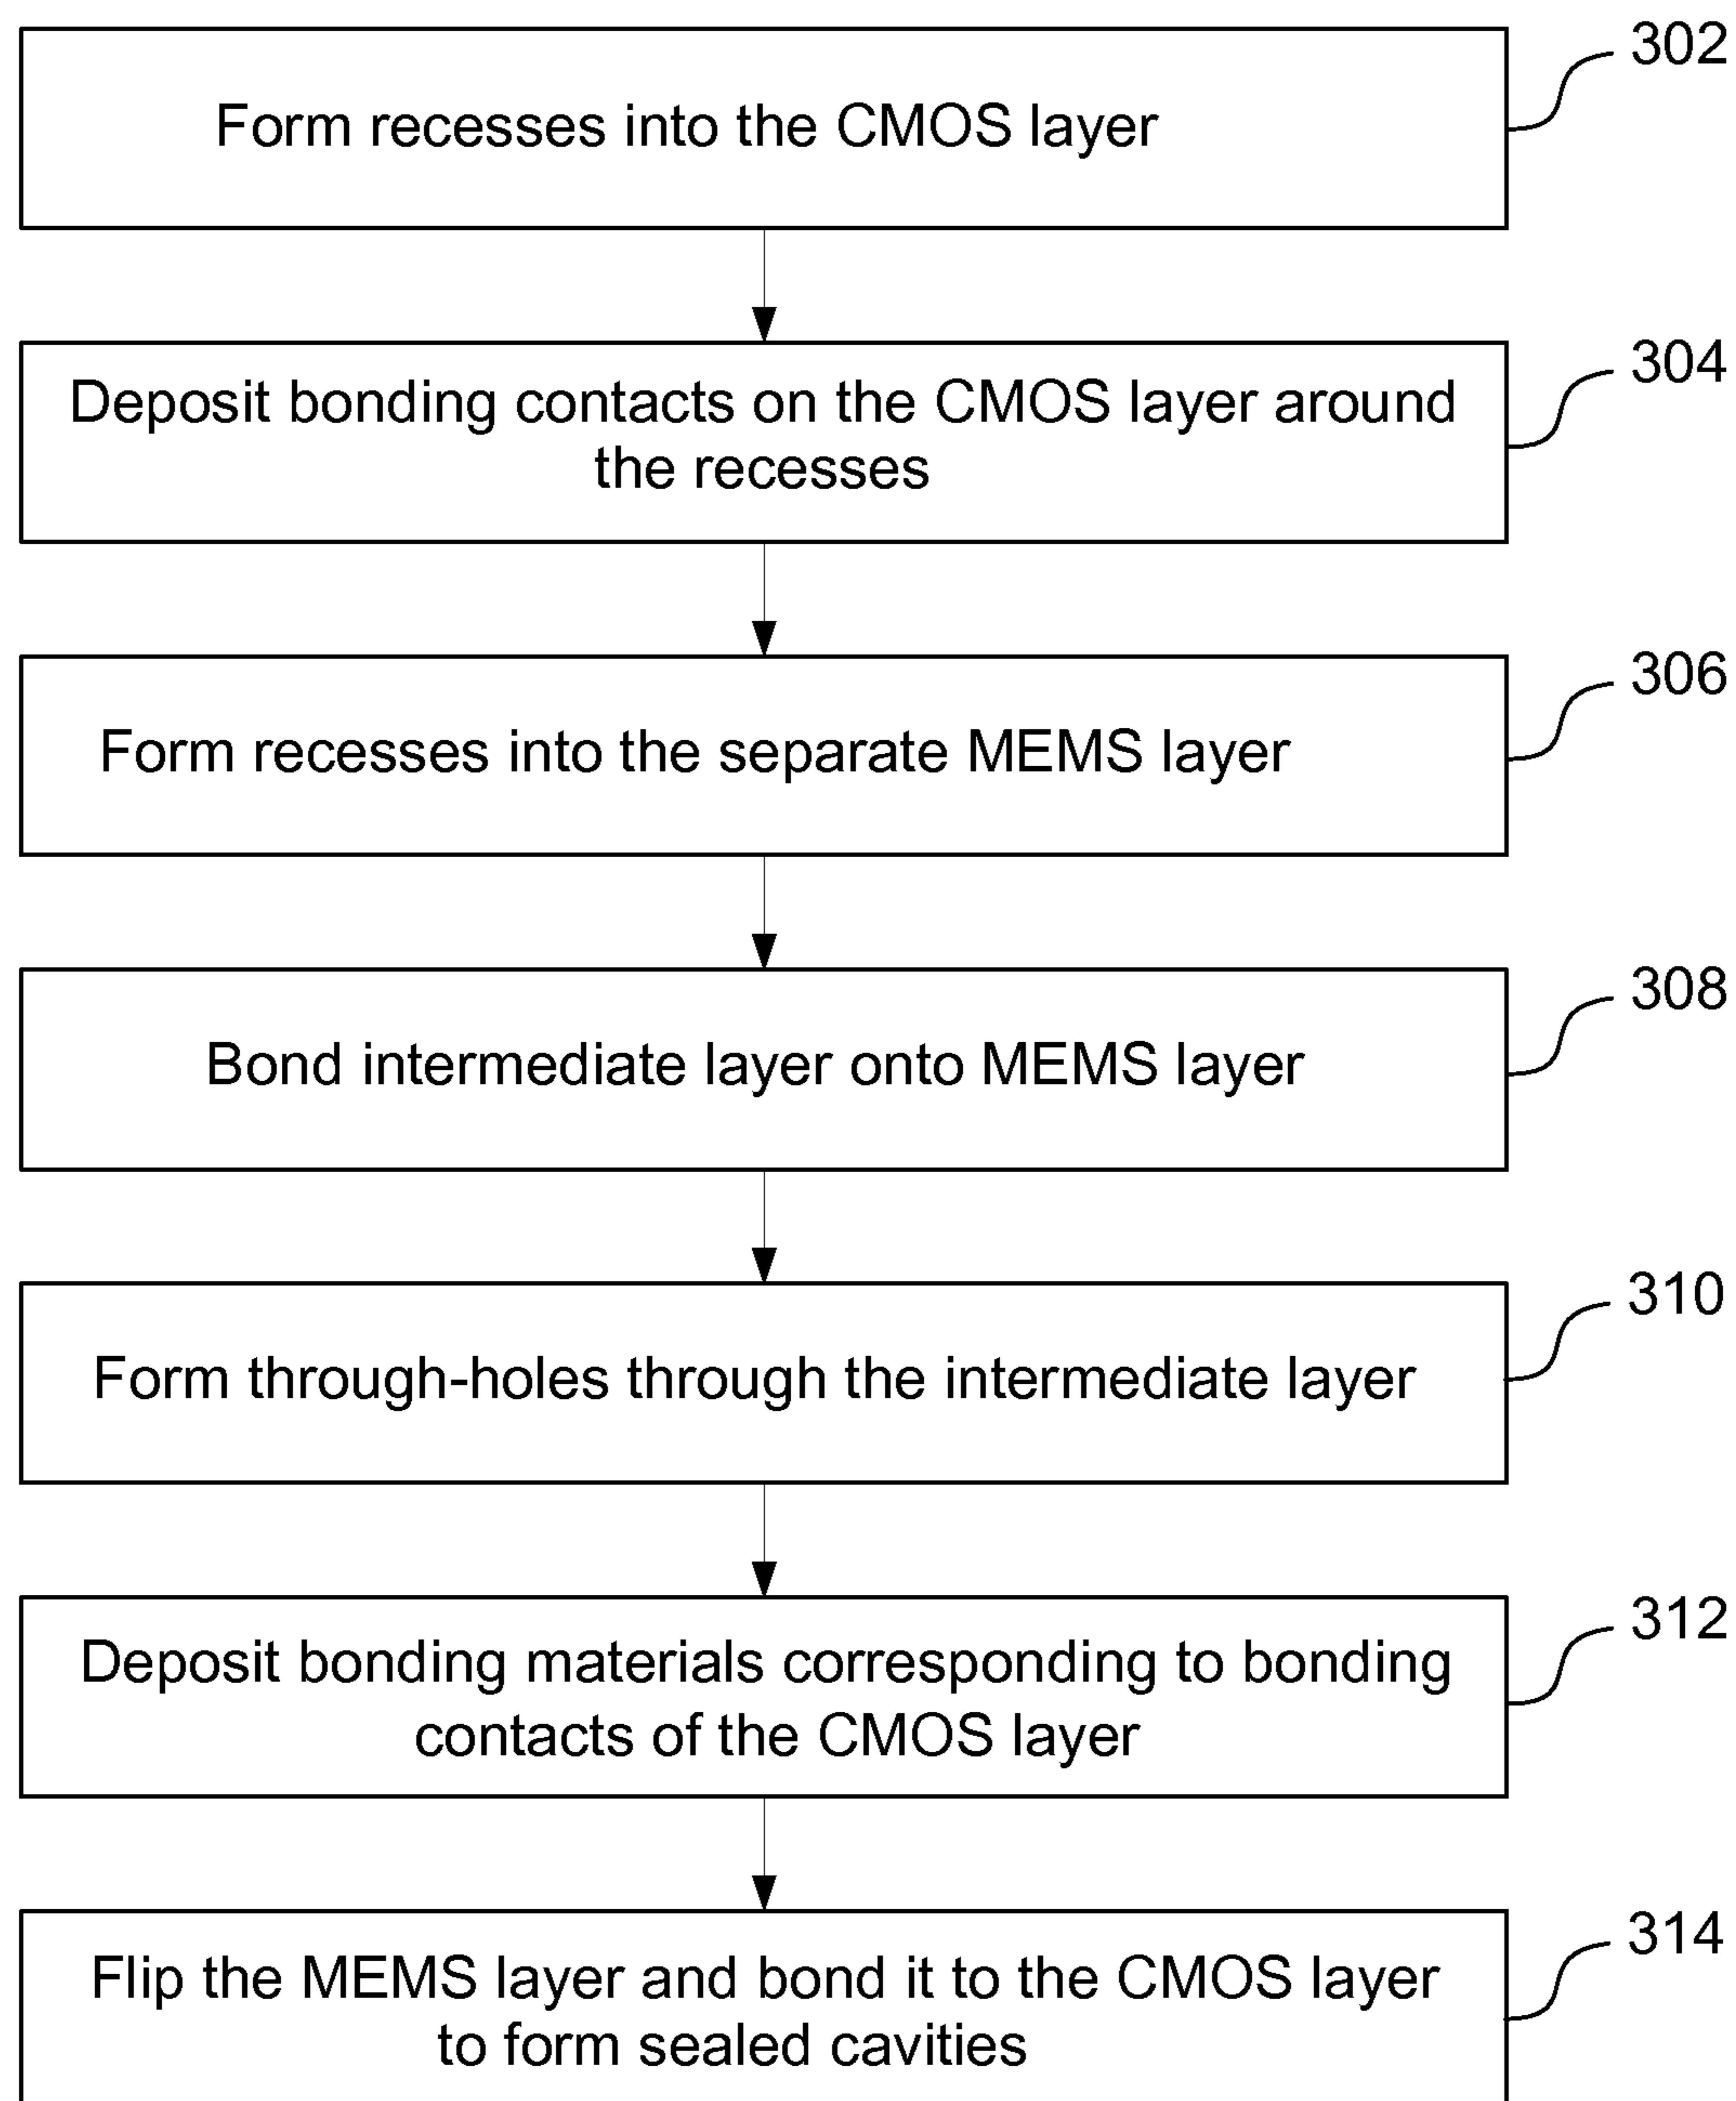 Form recesses into the CMOS layer
302
Deposit bonding contacts on the CMOS layer around
the recesses
304
Form recesses into the separate MEMS layer
306
Bond intermediate layer onto MEMS layer
308
Form through-holes through the intermediate layer
310
Deposit bonding materials corresponding to bonding
contacts of the CMOS layer
312
Flip the MEMS layer and bond it to the CMOS layer
to form sealed cavities
314